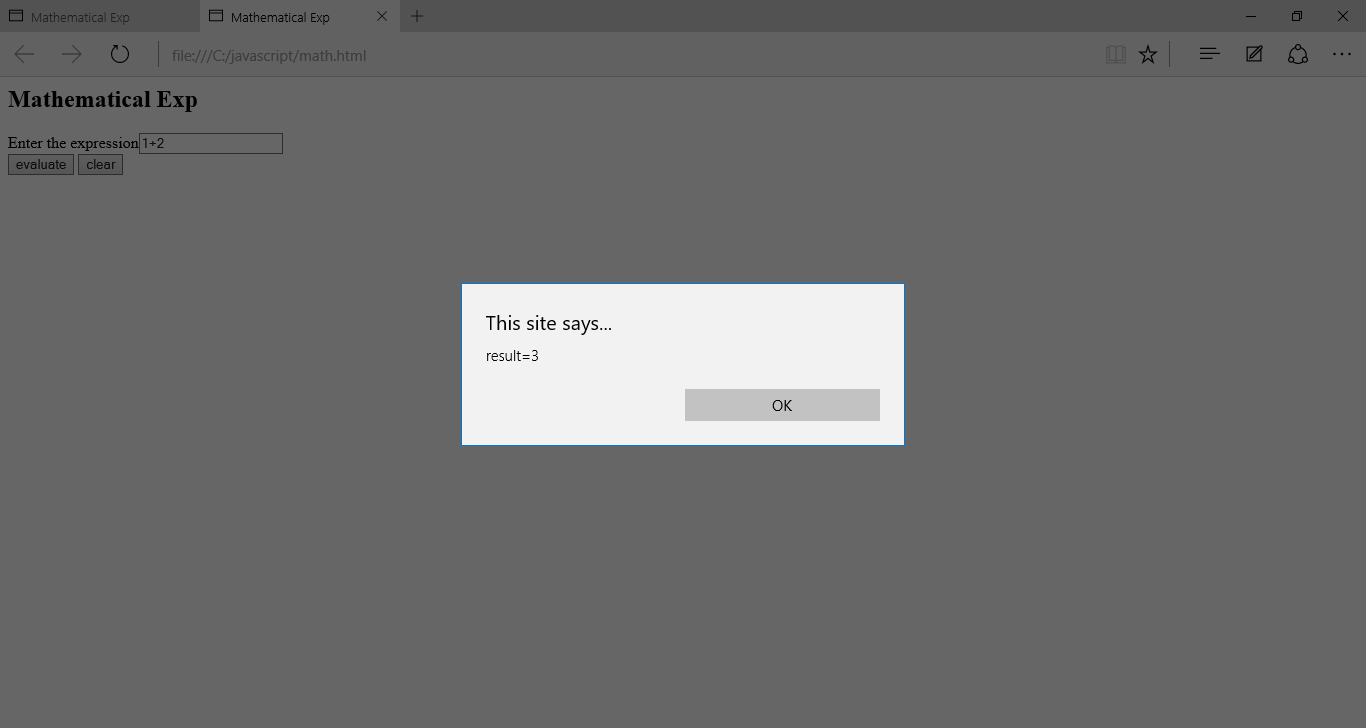 Mathematical Exp
Mathematical Exp
file:///C:/javascript/math.html
Mathematical Exp
Enter the expression 1+2
evaluate clear
This site says...
result=3
OK